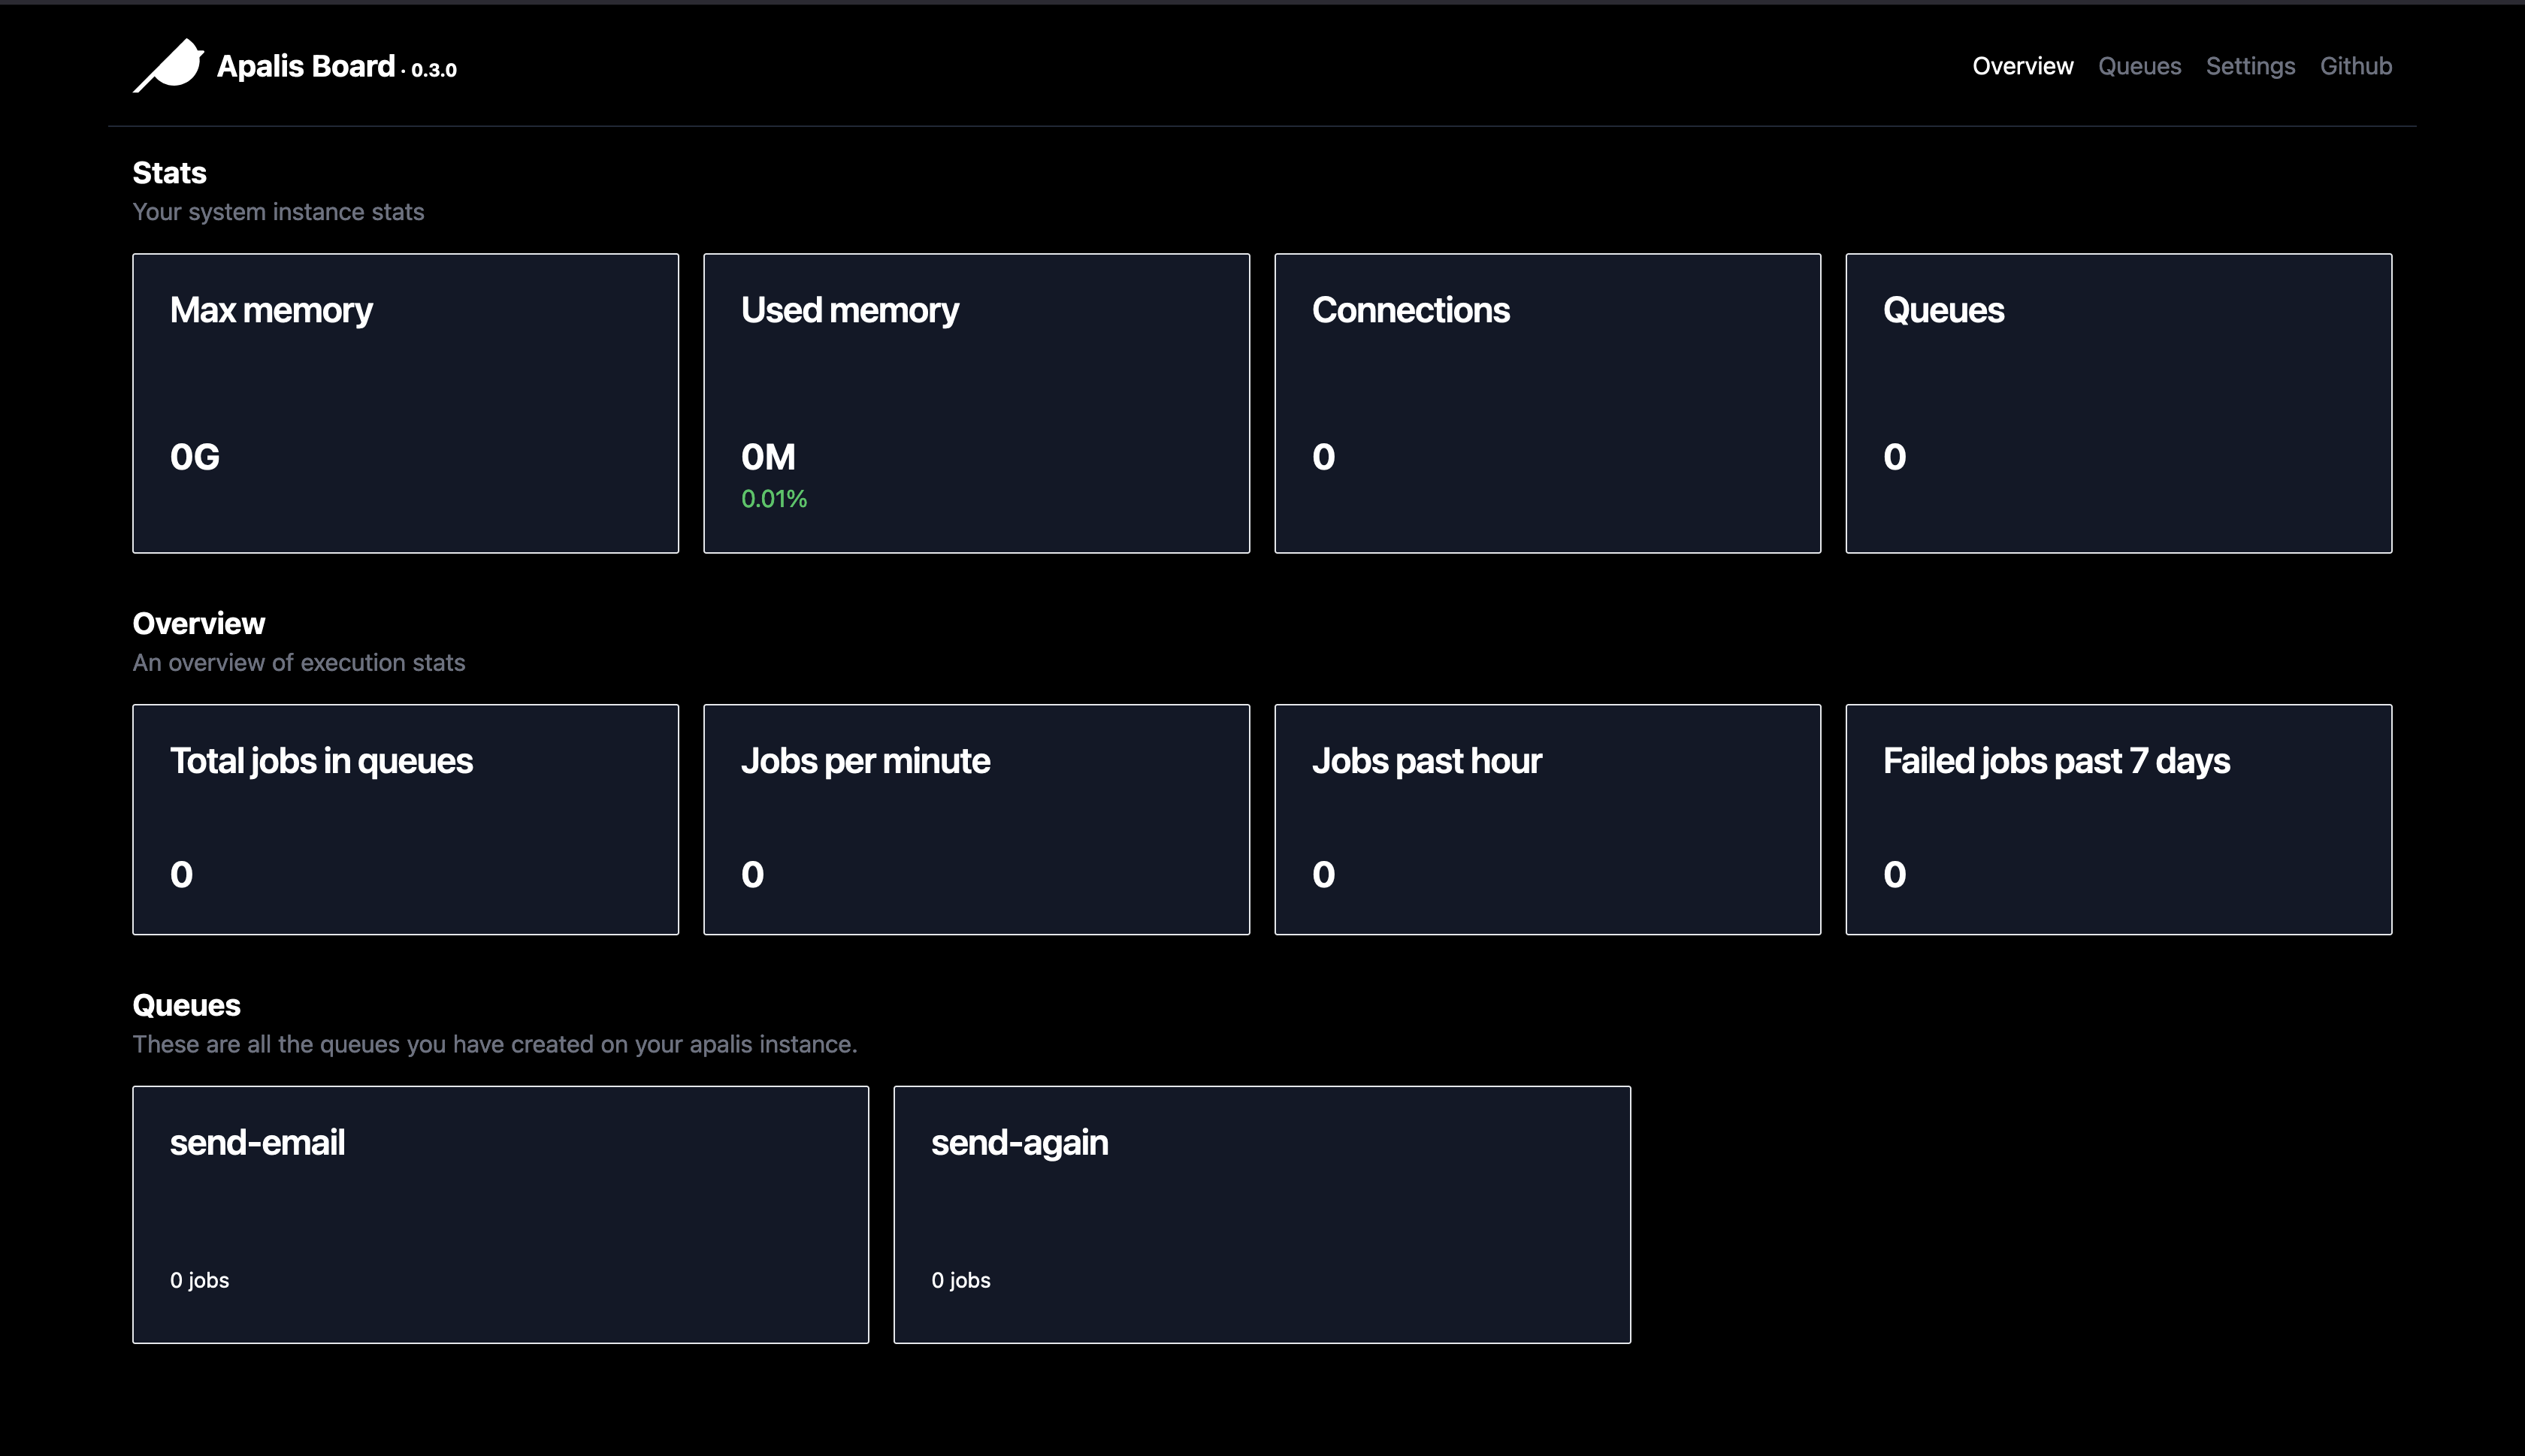 Apalis Board · 0.3.0
Overview Queues Settings Github
Stats
Your system instance stats
Max memory
0G
Used memory
0M
0.01%
Connections
0
Queues
0
Overview
An overview of execution stats
Total jobs in queues
0
Jobs per minute
0
Jobs past hour
0
Failed jobs past 7 days
0
Queues
These are all the queues you have created on your apalis instance.
send-email
0 jobs
send-again
0 jobs